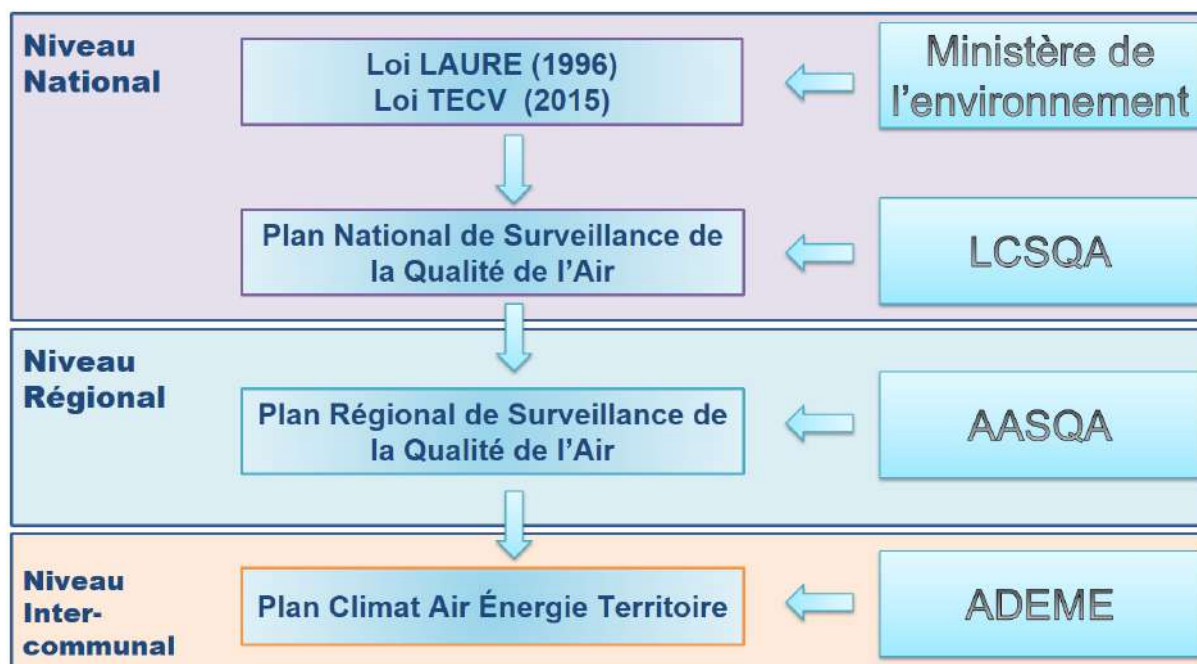 Niveau
National
Loi LAURE (1996)
Loi TECV (2015)
Ministère de
l'environnement
Plan National de Surveillance de
la Qualité de l'Air
LCSQA
Niveau
Régional
Plan Régional de Surveillance de
la Qualité de l'Air
AASQA
Niveau
Inter-
communal
Plan Climat Air Énergie Territoire
ADEME